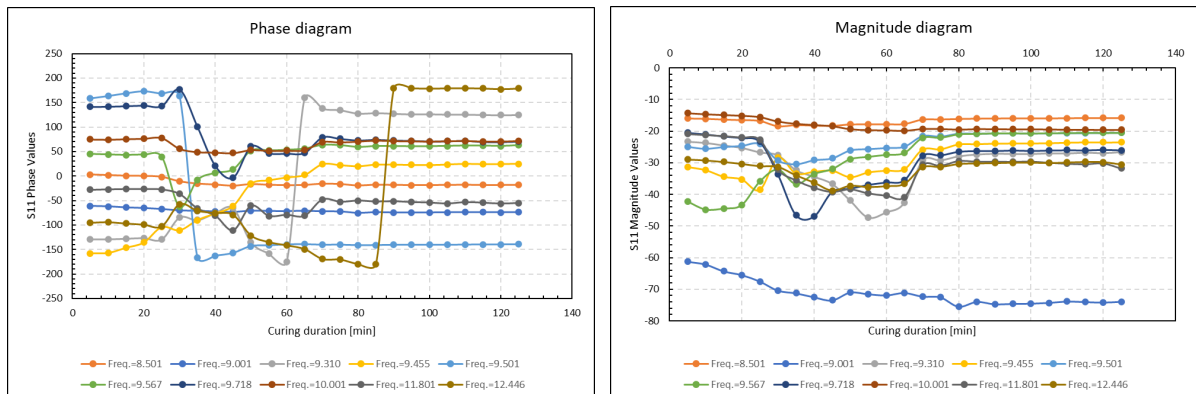 Phase diagram
S11 Phase Values
250
200
150
100
50
0
-50
-100
-150
-200
-250
0 20 40 60 80 100 120 140
Curing duration [min]
Freq.=8.501 Freq.=9.001 Freq.=9.310 Freq.=9.455 Freq.=9.501
Freq.=9.567 Freq.=9.718 Freq.=10.001 Freq.=11.801 Freq.=12.446
Magnitude diagram
0 20 40 60 80 100 120 140
S11 Magnitude Values
0
-10
-20
-30
-40
-50
-60
-70
-80
Curing duration [min]
Freq.=8.501 Freq.=9.001 Freq.=9.310 Freq.=9.455 Freq.=9.501
Freq.=9.567 Freq.=9.718 Freq.=10.001 Freq.=11.801 Freq.=12.446